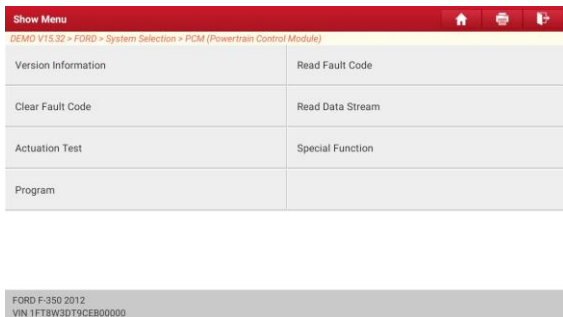 Show Menu
DEMO V15.32 > FORD > System Selection > PCM (Powertrain Control Module)
Version Information
Read Fault Code
Clear Fault Code
Read Data Stream
Actuation Test
Special Function
Program
FORD F-350 2012
VIN 1FT8W3DT9CEB00000